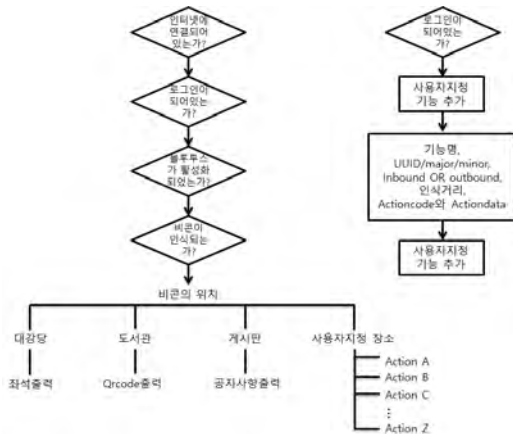 인터넷에
연결되어
있는가?
로그인이
되어있는
가?
블루투스
가 활성화
되었는가?
비콘이
인식되는
가?
비콘의 위치
대강당
도서관
게시판
사용자지정 장소
좌석출력
Qrcode출력
공지사항출력
Action A
Action B
Action C
⋮
Action Z
로그인이
되어있는
가?
사용자지정
기능 추가
기능명,
UUID/major/minor,
Inbound OR outbound,
인식거리,
Actioncode와 Actiondata
사용자지정
기능 추가